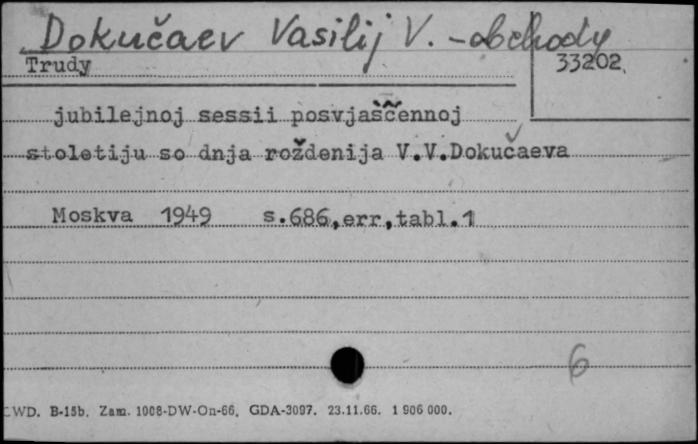 Dokučaev Vasilij V. - obchody
Trudy
33202
jubilejnoj sessii posvjaščennoj
stoletiju so dnja roždenija V.V.Dokučaeva
Moskva 1949 s.686,err,tabl.1
6
WD. B-15b. Zam. 1008-DW-On-66. GDA-3097. 23.11.66. 1 906 000.